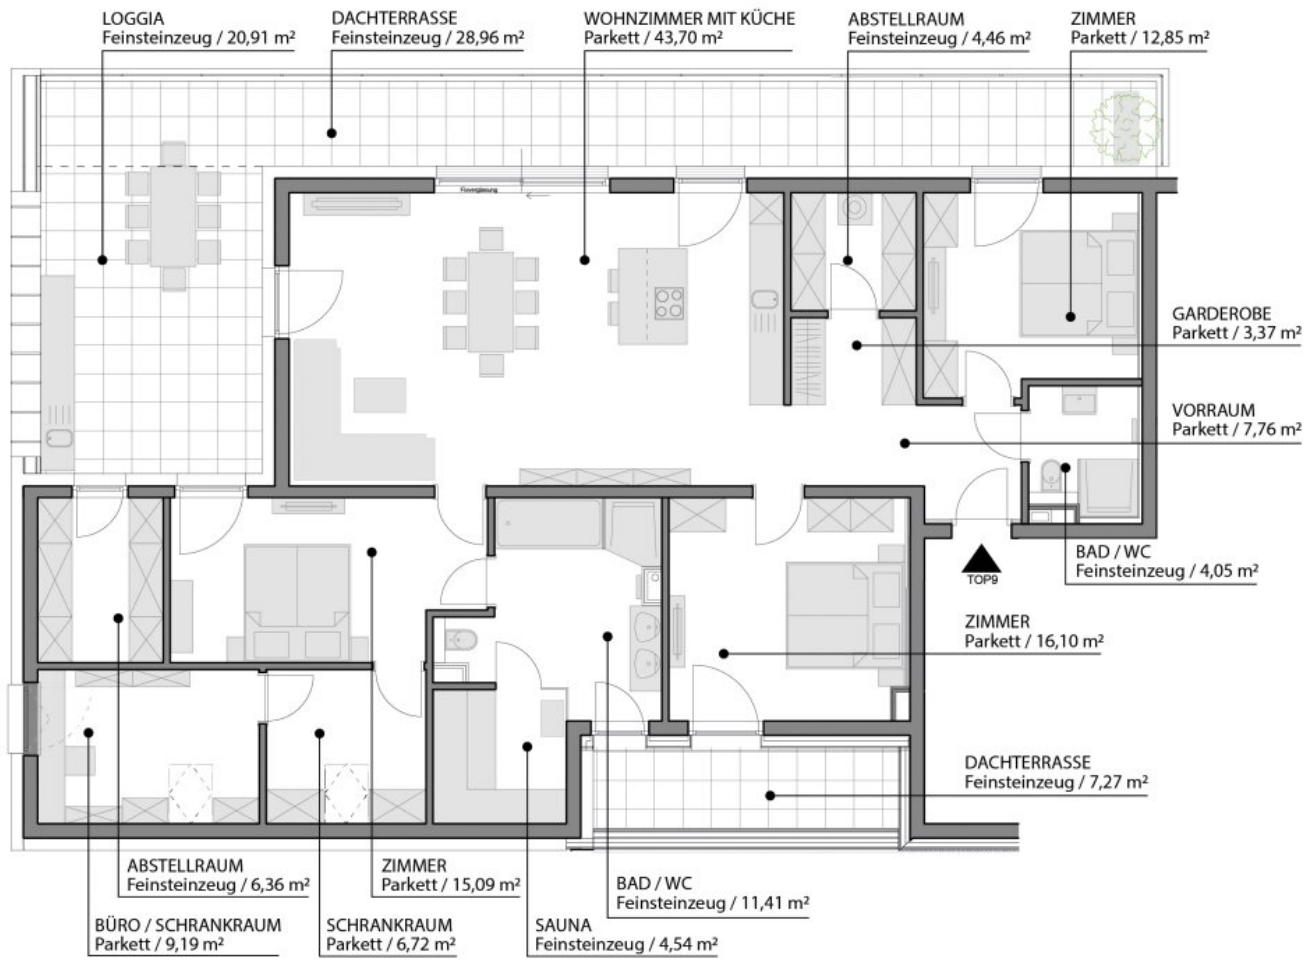 LOGGIA
Feinsteinzeug / 20,91 m²
DACHTERRASSE
Feinsteinzeug / 28,96 m²
WOHNZIMMER MIT KÜCHE
Parkett / 43,70 m²
ABSTELLRAUM
Feinsteinzeug / 4,46 m²
ZIMMER
Parkett / 12,85 m²
Fixverglasung
GARDEROBE
Parkett / 3,37 m²
VORRAUM
Parkett / 7,76 m²
BAD / WC
Feinsteinzeug / 4,05 m²
TOP9
ZIMMER
Parkett / 16,10 m²
DACHTERRASSE
Feinsteinzeug / 7,27 m²
ABSTELLRAUM
Feinsteinzeug / 6,36 m²
ZIMMER
Parkett / 15,09 m²
BAD / WC
Feinsteinzeug / 11,41 m²
BÜRO / SCHRANKRAUM
Parkett / 9,19 m²
SCHRANKRAUM
Parkett / 6,72 m²
SAUNA
Feinsteinzeug / 4,54 m²